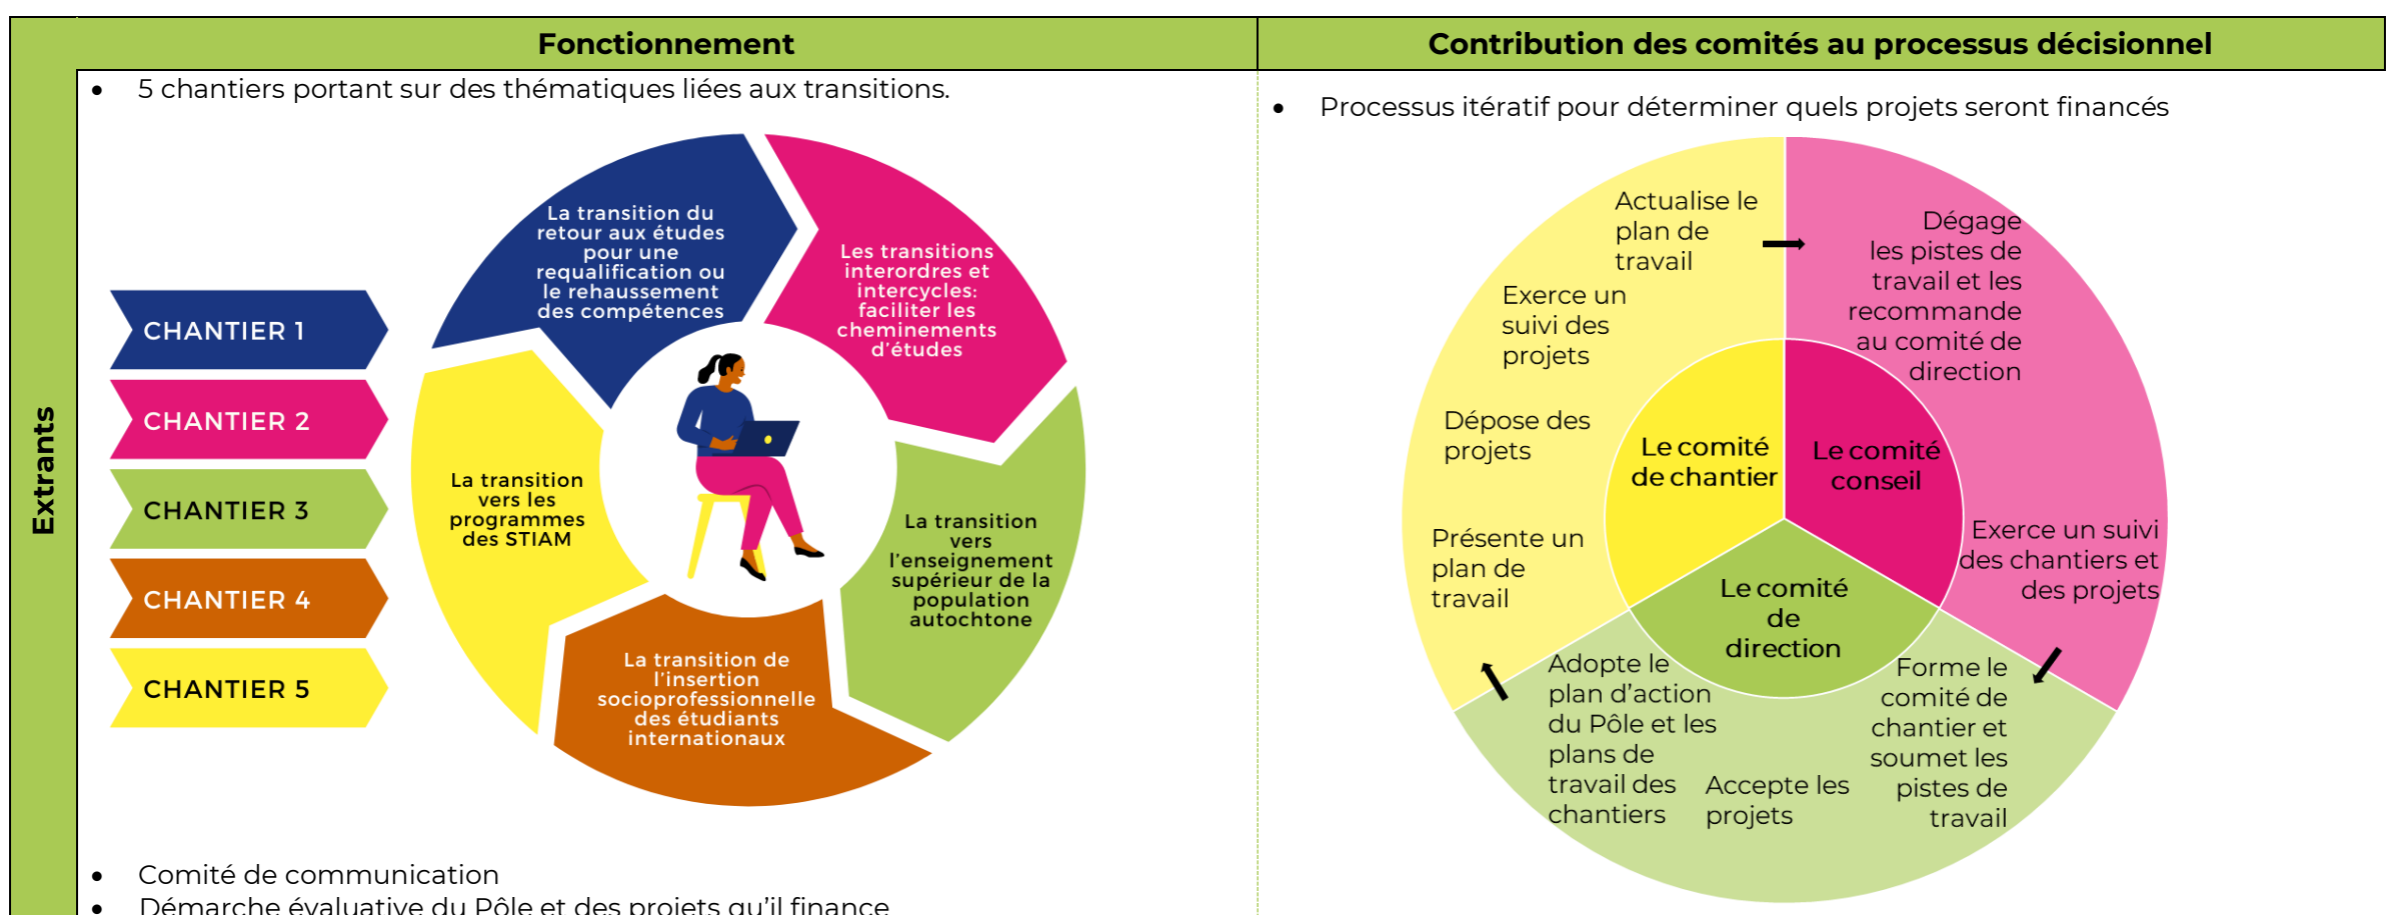 Fonctionnement
Contribution des comités au processus décisionnel
Extrants
• 5 chantiers portant sur des thématiques liées aux transitions.
CHANTIER 1
CHANTIER 2
CHANTIER 3
CHANTIER 4
CHANTIER 5
La transition du
retour aux études
pour une
requalification ou
le rehaussement
des compétences
Les transitions
interordres et
intercycles:
faciliter les
cheminements
d'études
La transition
vers
l'enseignement
supérieur de la
population
autochtone
La transition de
l'insertion
socioprofessionnelle
des étudiants
internationaux
La transition
vers les
programmes
des STIAM
• Comité de communication
• Démarche évaluative du Pôle et des projets qu'il finance
• Processus itératif pour déterminer quels projets seront financés
Le comité
de chantier
Présente un
plan de
travail
Dépose des
projets
Exerce un
suivi des
projets
Actualise le
plan de
travail
Le comité
conseil
Dégage
les pistes de
travail et les
recommande
au comité de
direction
Exerce un suivi
des chantiers et
des projets
Le comité
de
direction
Forme le
comité de
chantier et
soumet les
pistes de
travail
Accepte les
projets
Adopte le
plan d'action
du Pôle et les
plans de
travail des
chantiers